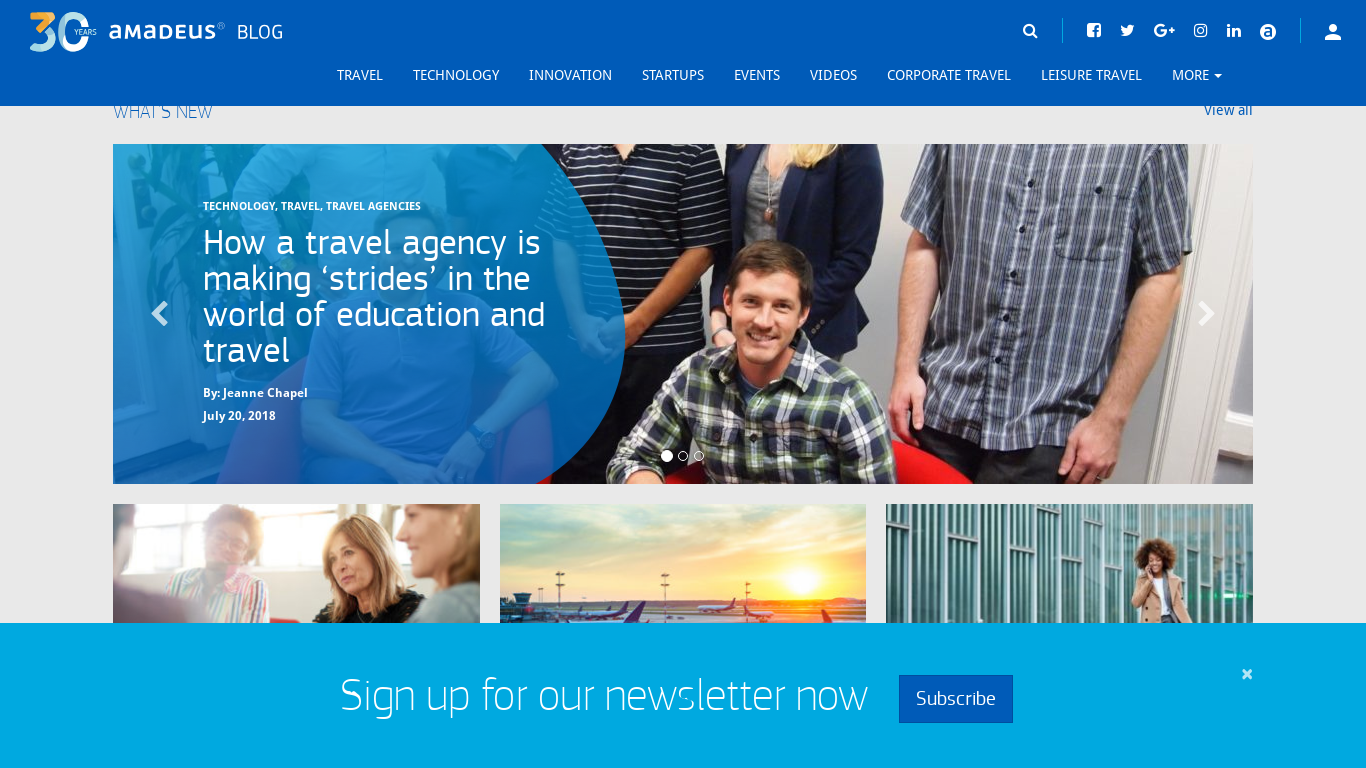 30 YEARS amadeus® BLOG
TRAVEL TECHNOLOGY INNOVATION STARTUPS EVENTS VIDEOS CORPORATE TRAVEL LEISURE TRAVEL MORE
WHAT'S NEW View all
TECHNOLOGY, TRAVEL, TRAVEL AGENCIES
How a travel agency is
making ‘strides’ in the
world of education and
travel
By: Jeanne Chapel
July 20, 2018
Sign up for our newsletter now Subscribe ×